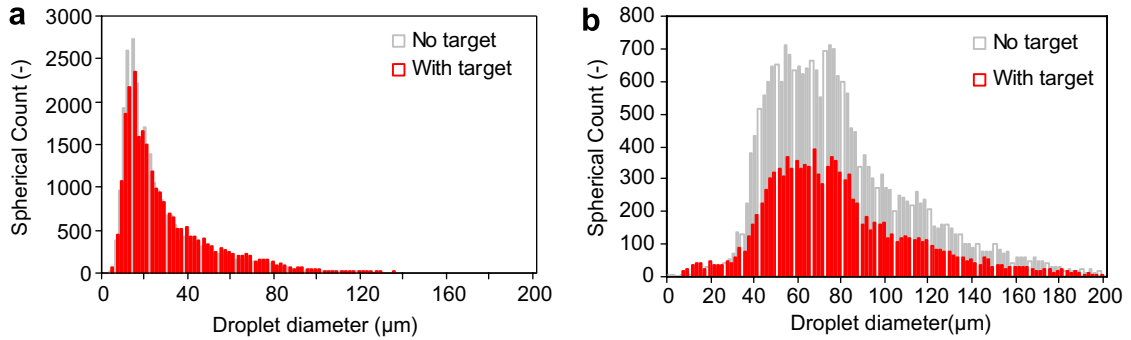 a
3000
2500
2000
1500
1000
500
0
Spherical Count (-)
No target
With target
0 40 80 120 160 200
Droplet diameter (μm)
b
800
700
600
500
400
300
200
100
0
Spherical Count (-)
No target
With target
0 20 40 60 80 100 120 140 160 180 200
Droplet diameter(μm)